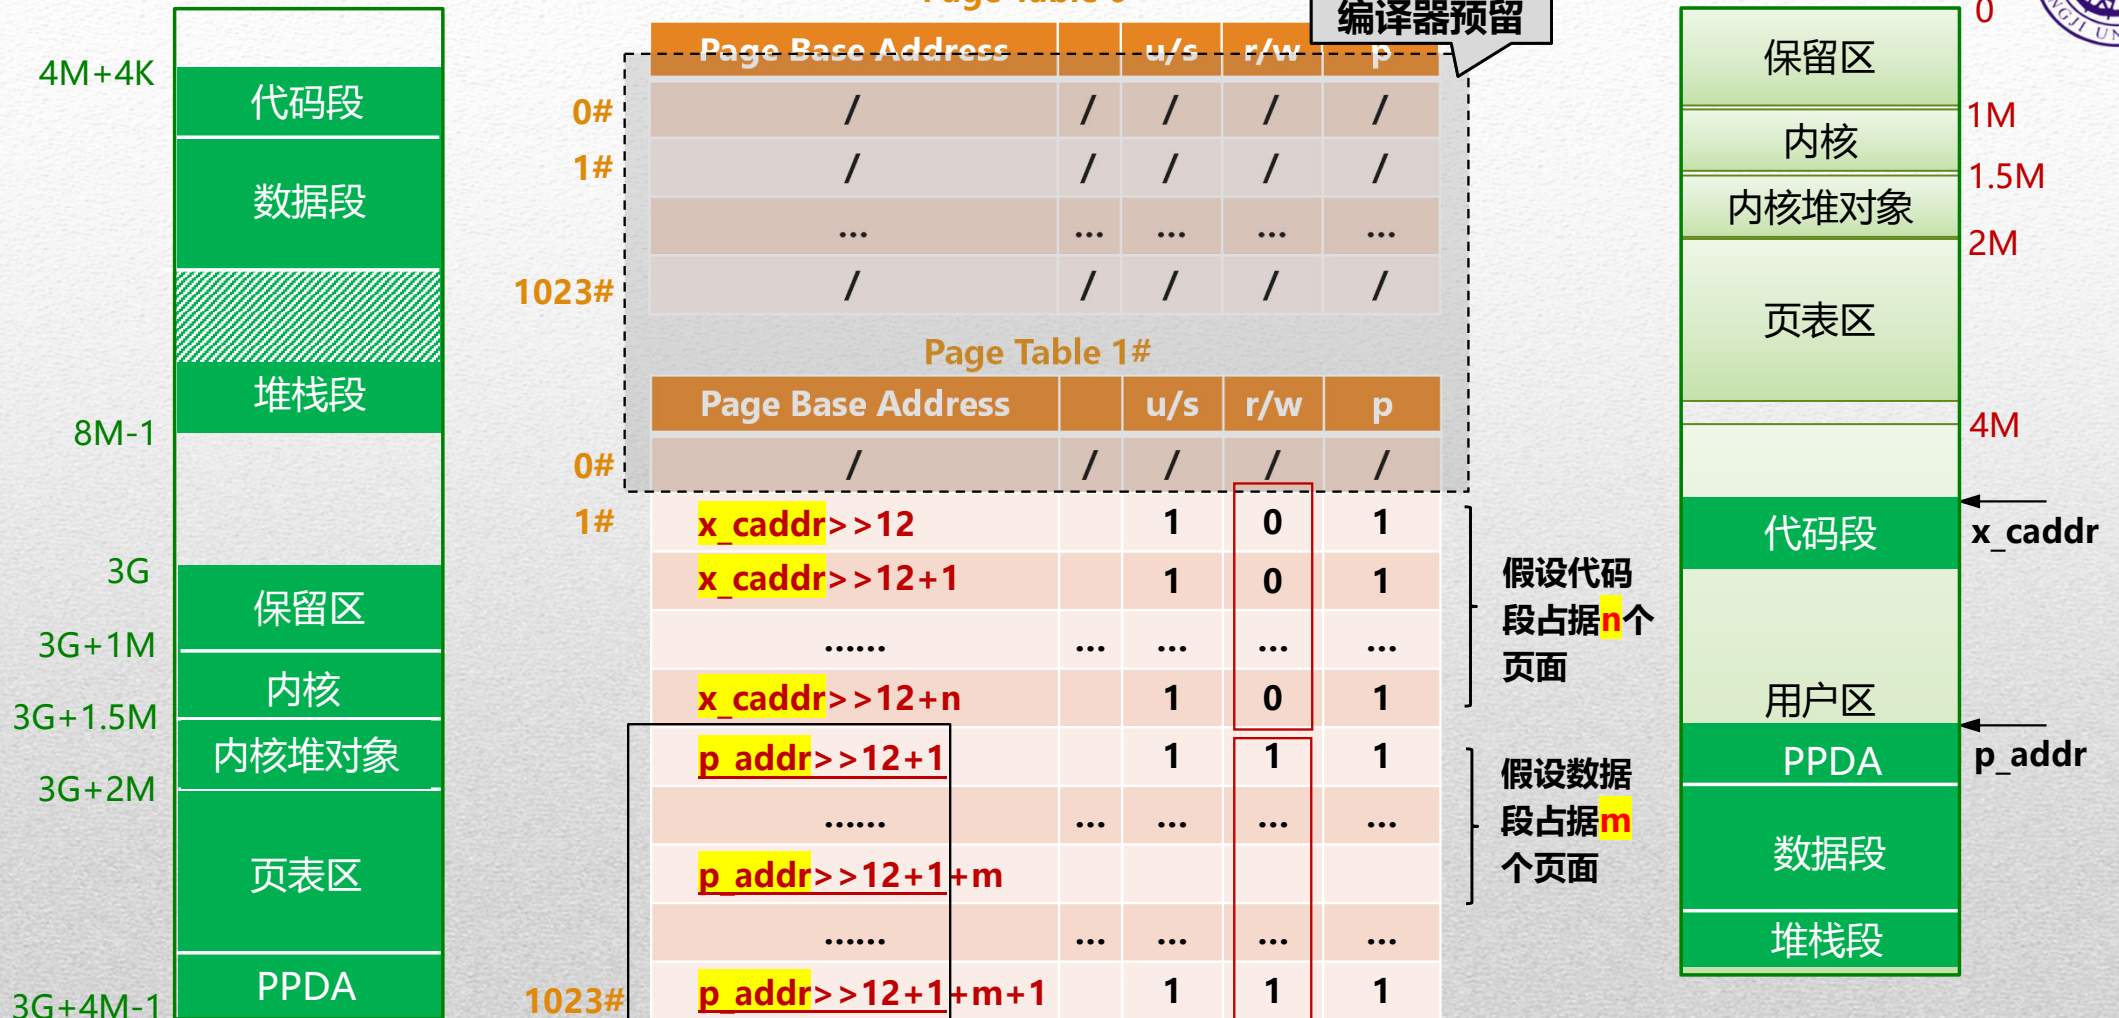 Page Table 0
编译器预留
4M+4K
代码段
数据段
堆栈段
8M-1
3G
保留区
3G+1M
内核
3G+1.5M
内核堆对象
3G+2M
页表区
PPDA
3G+4M-1
Page Base Address u/s r/w p
0# / / / / /
1# / / / / /
... ... ... ... ...
1023# / / / / /
Page Table 1#
Page Base Address u/s r/w p
0# / / / / /
1# x_caddr>>12 1 0 1
x_caddr>>12+1 1 0 1
...... ... ... ... ...
x_caddr>>12+n 1 0 1
p_addr>>12+1 1 1 1
...... ... ... ... ...
p_addr>>12+1+m
...... ... ... ... ...
1023# p_addr>>12+1+m+1 1 1 1
假设代码
段占据n个
页面
假设数据
段占据m
个页面
0
保留区
1M
内核
1.5M
内核堆对象
2M
页表区
4M
代码段
x_caddr
用户区
PPDA
p_addr
数据段
堆栈段